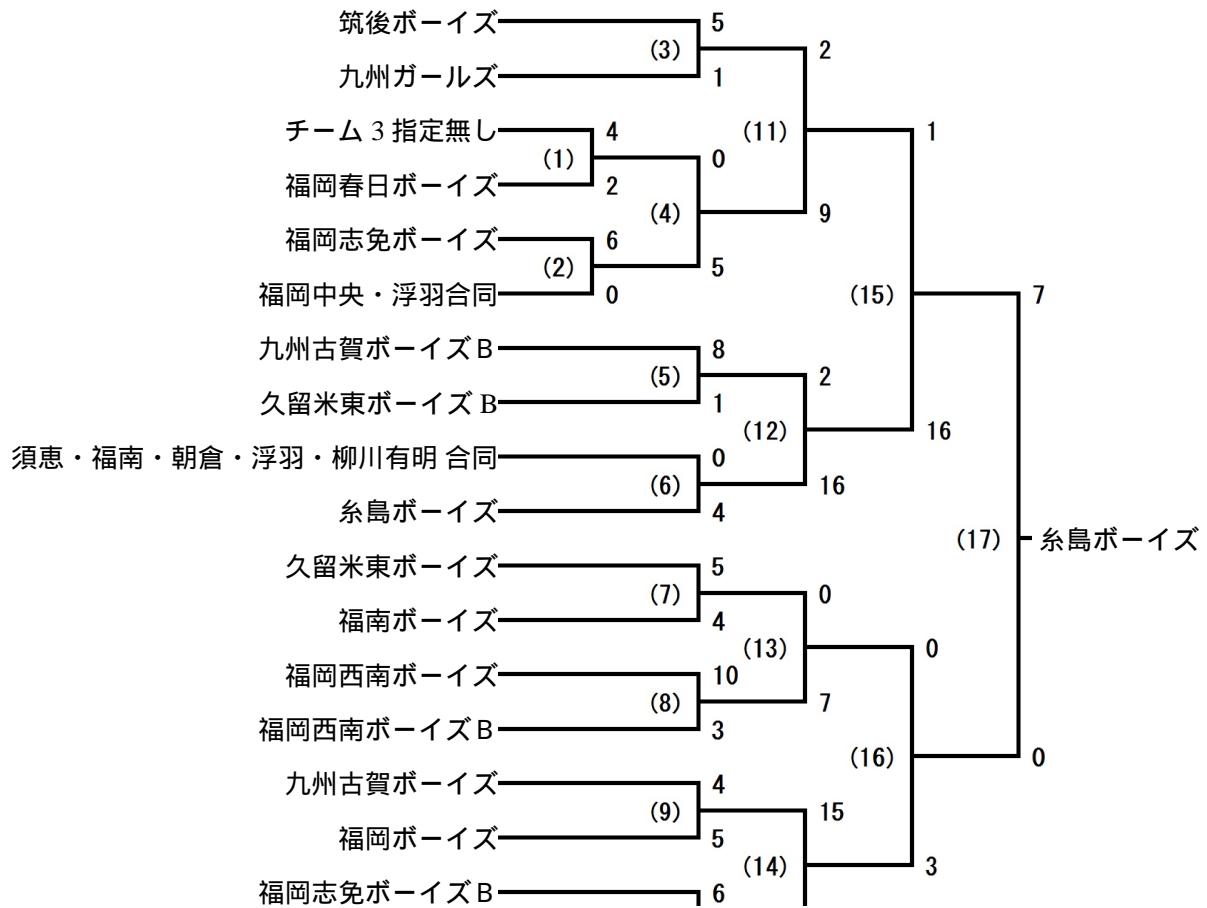 筑後ボーイズ 5
(3) 2
九州ガールズ 1
チーム 3 指定無し 4 (11) 1
(1) 0
福岡春日ボーイズ 2
(4) 9
福岡志免ボーイズ 6
(2) 5
福岡中央・浮羽合同 0 (15) 7
九州古賀ボーイズB 8
(5) 2
久留米東ボーイズ B 1
(12) 16
須恵・福南・朝倉・浮羽・柳川有明 合同 0
(6) 16
糸島ボーイズ 4
(17) 糸島ボーイズ
久留米東ボーイズ 5
(7) 0
福南ボーイズ 4
(13) 0
福岡西南ボーイズ 10
(8) 7
福岡西南ボーイズB 3
(16) 0
九州古賀ボーイズ 4
(9) 15
福岡ボーイズ 5
(14) 3
福岡志免ボーイズB 6